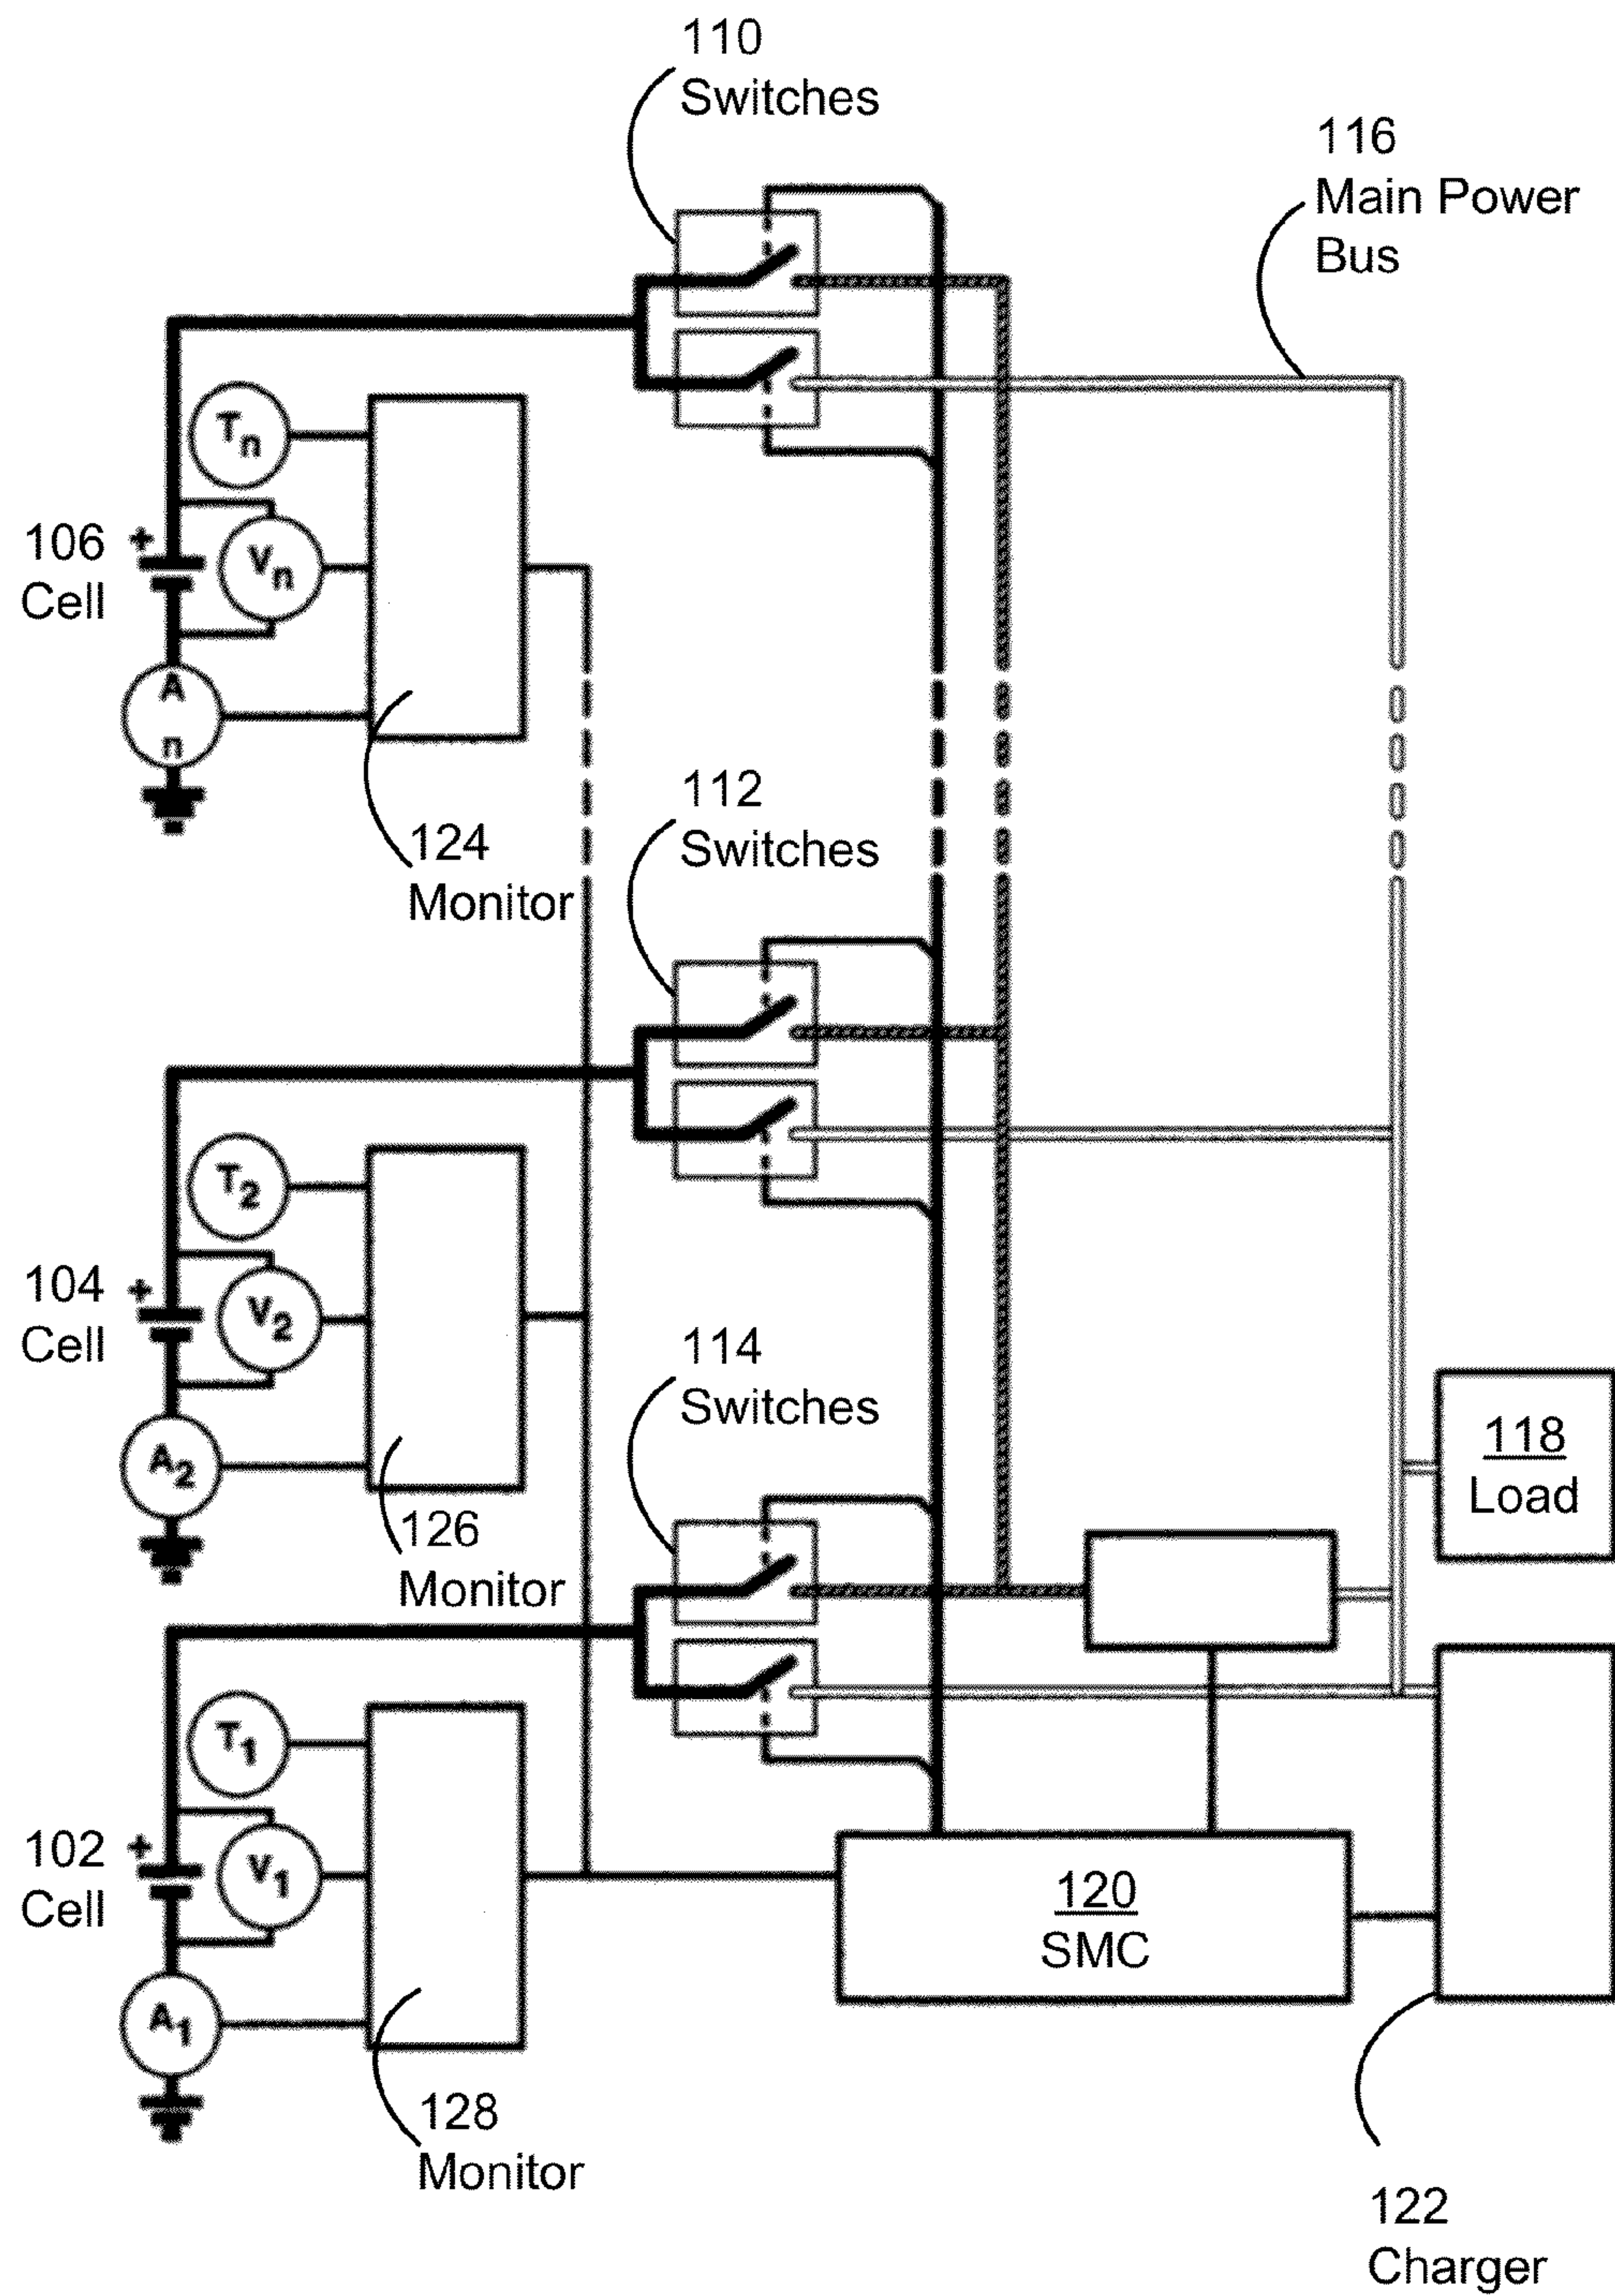 110
Switches
116
Main Power
Bus
Tn
106
Cell
+
Vn
A
n
124
Monitor
112
Switches
T2
104
Cell
+
V2
A2
126
Monitor
114
Switches
118
Load
T1
102
Cell
+
V1
A1
120
SMC
128
Monitor
122
Charger